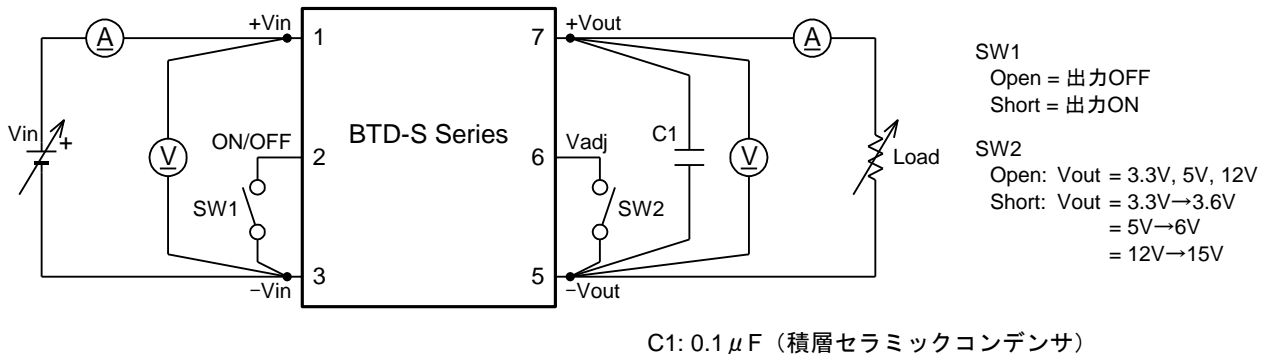 +Vin
+Vout
A
1
7
A
SW1
Open = 出力OFF
Short = 出力ON
Vin
+
V
ON/OFF
2
BTD-S Series
6
Vadj
C1
V
Load
SW1
SW2
SW2
Open: Vout = 3.3V, 5V, 12V
Short: Vout = 3.3V→3.6V
= 5V→6V
= 12V→15V
3
5
−Vin
−Vout
C1: 0.1μF（積層セラミックコンデンサ）